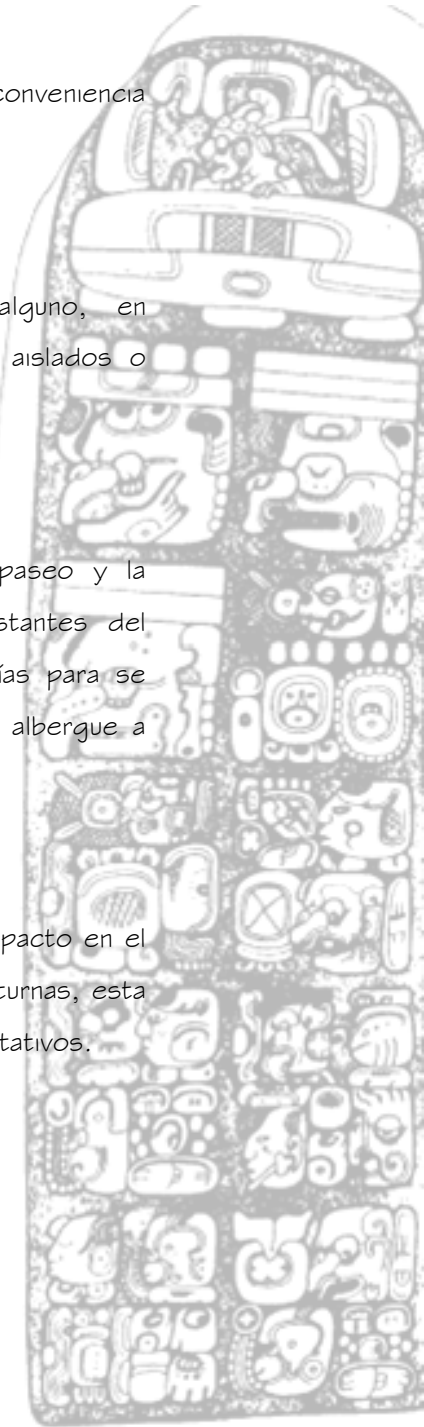 conveniencia
alguno, en
aislados o
paseo y la
stantes del
ías para se
albergue a
pacto en el
turnas, esta
tativos.